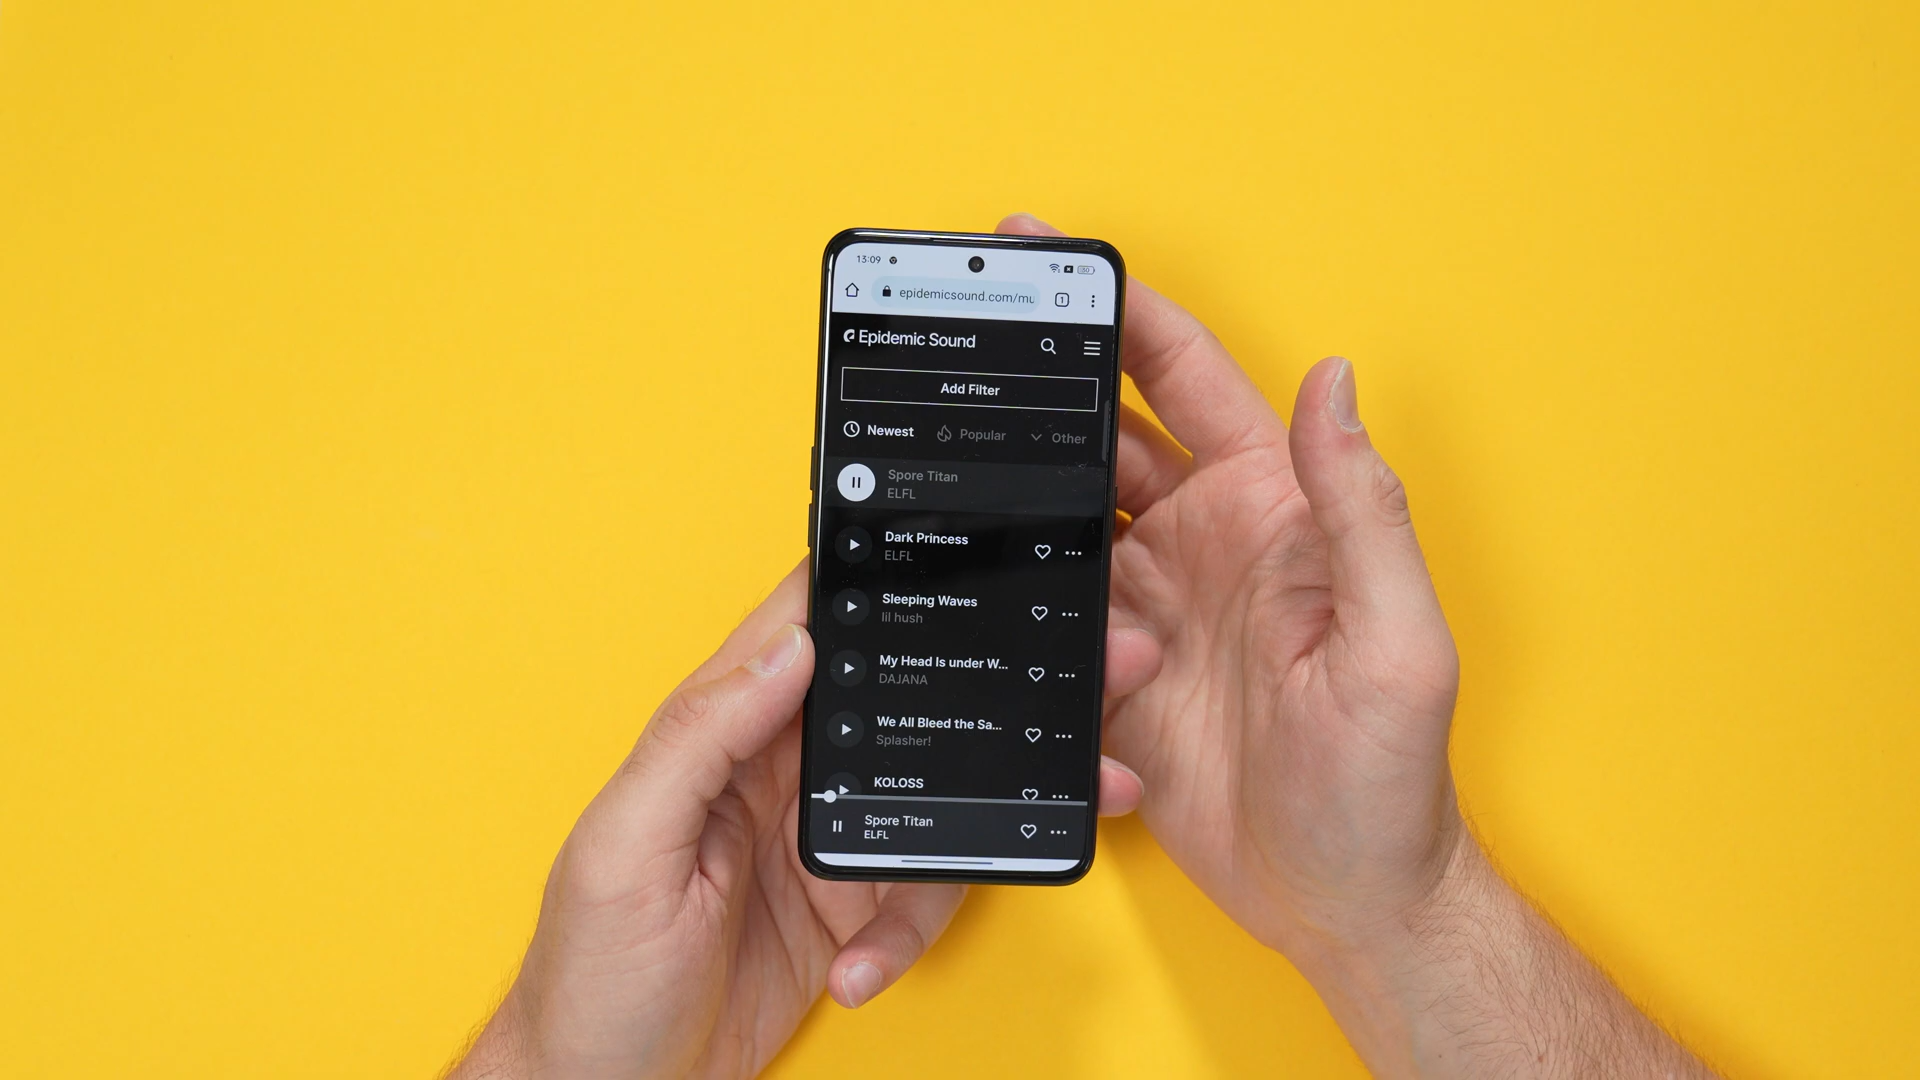 13:09
epidemicsound.com/mu
1
Epidemic Sound
Add Filter
Newest Popular Other
Spore Titan
ELFL
Dark Princess
ELFL
Sleeping Waves
lil hush
My Head Is under W...
DAJANA
We All Bleed the Sa...
Splasher!
KOLOSS
Spore Titan
ELFL